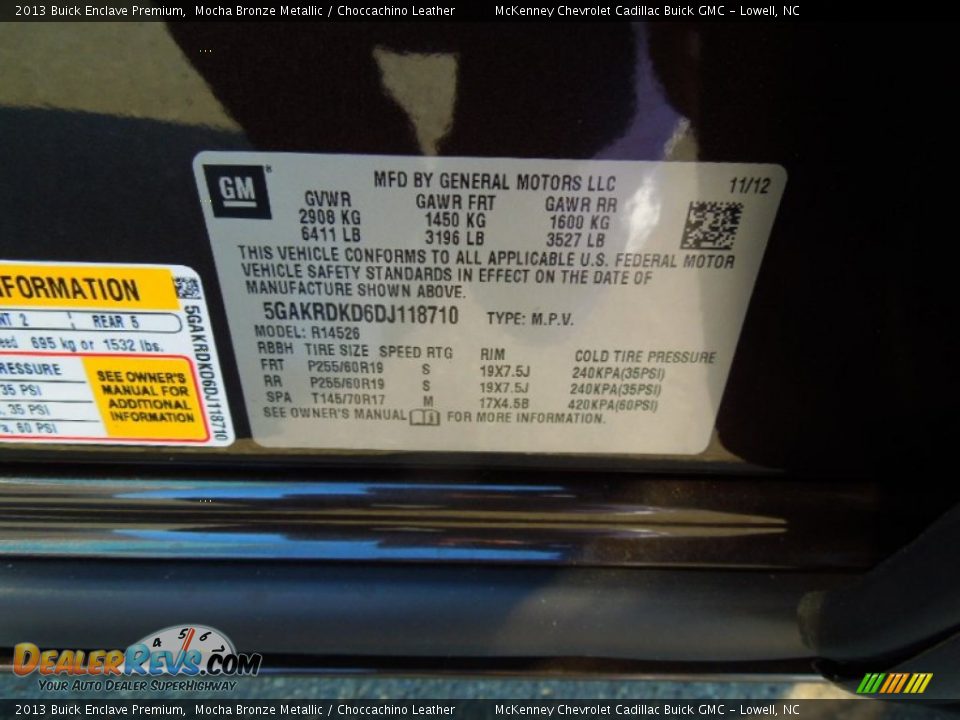 2013 Buick Enclave Premium, Mocha Bronze Metallic / Choccachino Leather McKenney Chevrolet Cadillac Buick GMC - Lowell, NC
GM
MFD BY GENERAL MOTORS LLC 11/12
GVWR GAWR FRT GAWR RR
2908 KG 1450 KG 1600 KG
6411 LB 3196 LB 3527 LB
THIS VEHICLE CONFORMS TO ALL APPLICABLE U.S. FEDERAL MOTOR
VEHICLE SAFETY STANDARDS IN EFFECT ON THE DATE OF
MANUFACTURE SHOWN ABOVE.
5GAKRDKD6DJ118710 TYPE: M.P.V.
MODEL: R14526
RBBH TIRE SIZE SPEED RTG RIM COLD TIRE PRESSURE
FRT P255/60R19 S 19X7.5J 240KPA(35PSI)
RR P255/60R19 S 19X7.5J 240KPA(35PSI)
SPA T145/70R17 M 17X4.5B 420KPA(60PSI)
SEE OWNER'S MANUAL FOR MORE INFORMATION.
FORMATION
2 REAR 5
695 kg or 1532 lbs.
RESSURE
35 PSI
35 PSI
60 PSI
SEE OWNER'S
MANUAL FOR
ADDITIONAL
INFORMATION
5GAKRDKD6DJ118710
4 5 6
DEALERREVS.COM
YOUR AUTO DEALER SUPERHIGHWAY
2013 Buick Enclave Premium, Mocha Bronze Metallic / Choccachino Leather McKenney Chevrolet Cadillac Buick GMC - Lowell, NC